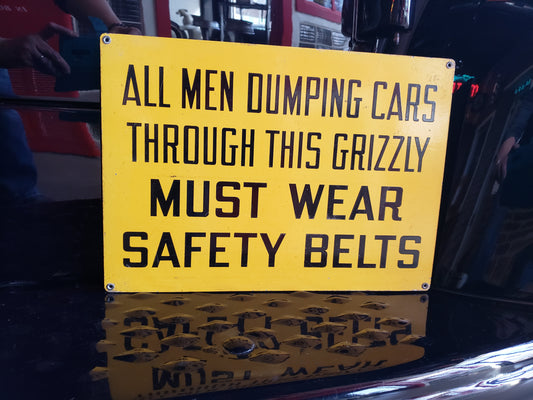 ALL MEN DUMPING CARS
THROUGH THIS GRIZZLY
MUST WEAR
SAFETY BELTS